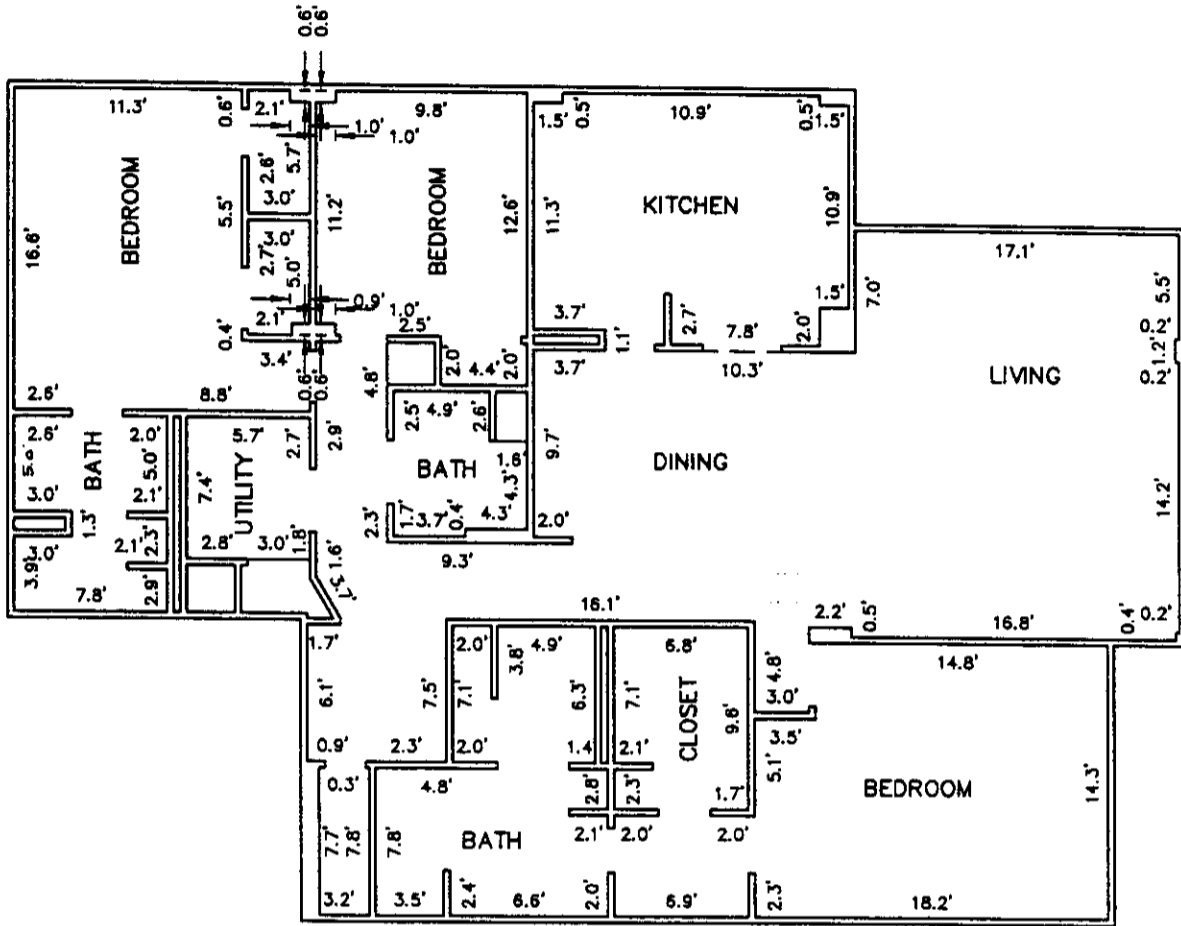 0.6' 0.6'
11.3' 0.6' 2.1' 9.8' 1.5' 0.5' 10.9' 0.5' 1.5'
1.0' 1.0'
5.7' 2.6' 3.0'
BEDROOM
16.6'
5.5'
11.2'
BEDROOM
12.6' 11.3'
KITCHEN
10.9'
3.0' 2.7' 5.0'
17.1'
7.0'
5.5'
0.9' 1.0'
2.1' 0.4' 3.4'
2.5' 3.7' 1.1' 2.7' 7.8' 2.0' 1.5'
0.2' 1.2' 0.2'
0.6' 0.6'
4.8' 2.0' 4.4' 2.0' 3.7' 10.3'
LIVING
2.6' 8.8'
2.6' 2.0' 5.7' 2.7' 2.9'
2.5' 4.9' 2.6'
9.7'
5.0' BATH 5.0'
7.4' UTILITY
BATH
1.6' 4.3'
DINING
14.2'
3.0' 1.3' 2.1'
3.0' 2.1' 2.3'
2.8' 3.0' 1.8' 1.6'
2.3' 1.7' 3.7' 0.4' 4.3' 2.0'
3.9' 7.8' 2.9'
3.7'
9.3'
16.1'
2.2' 0.5' 16.8' 0.4' 0.2'
1.7' 2.0' 4.9' 6.8' 14.8'
3.8'
6.1' 7.5' 7.1' 6.3' 7.1'
CLOSET
9.6'
4.8' 3.0'
3.5'
0.9' 2.3' 2.0' 1.4' 2.1'
5.1'
0.3' 4.8' 2.8' 2.3' 1.7'
BEDROOM
14.3'
7.7' 7.8' 7.8'
BATH
2.1' 2.0' 2.0'
3.2' 3.5' 2.4' 6.6' 2.0' 6.9' 2.3' 18.2'